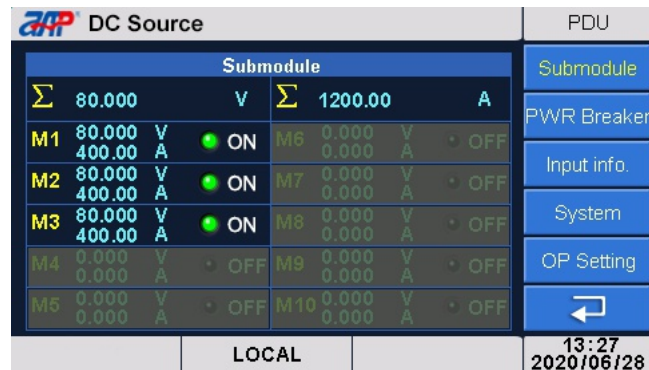 AAP DC Source
PDU
Submodule
Σ 80.000 V Σ 1200.00 A
M1 80.000 V 400.00 A ON M6 0.000 V 0.000 A OFF
M2 80.000 V 400.00 A ON M7 0.000 V 0.000 A OFF
M3 80.000 V 400.00 A ON M8 0.000 V 0.000 A OFF
M4 0.000 V 0.000 A OFF M9 0.000 V 0.000 A OFF
M5 0.000 V 0.000 A OFF M10 0.000 V 0.000 A OFF
Submodule
PWR Breaker
Input info.
System
OP Setting
LOCAL
13:27
2020/06/28